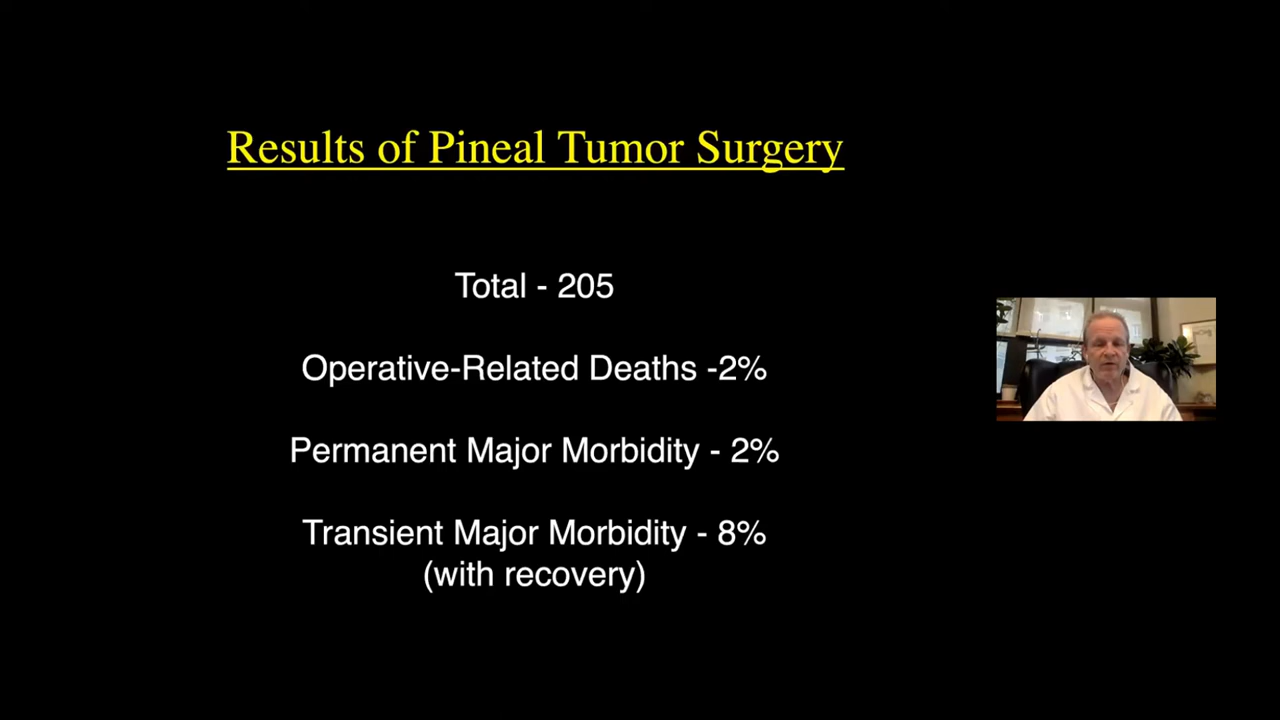 Results of Pineal Tumor Surgery
Total - 205
Operative-Related Deaths -2%
Permanent Major Morbidity - 2%
Transient Major Morbidity - 8%
(with recovery)